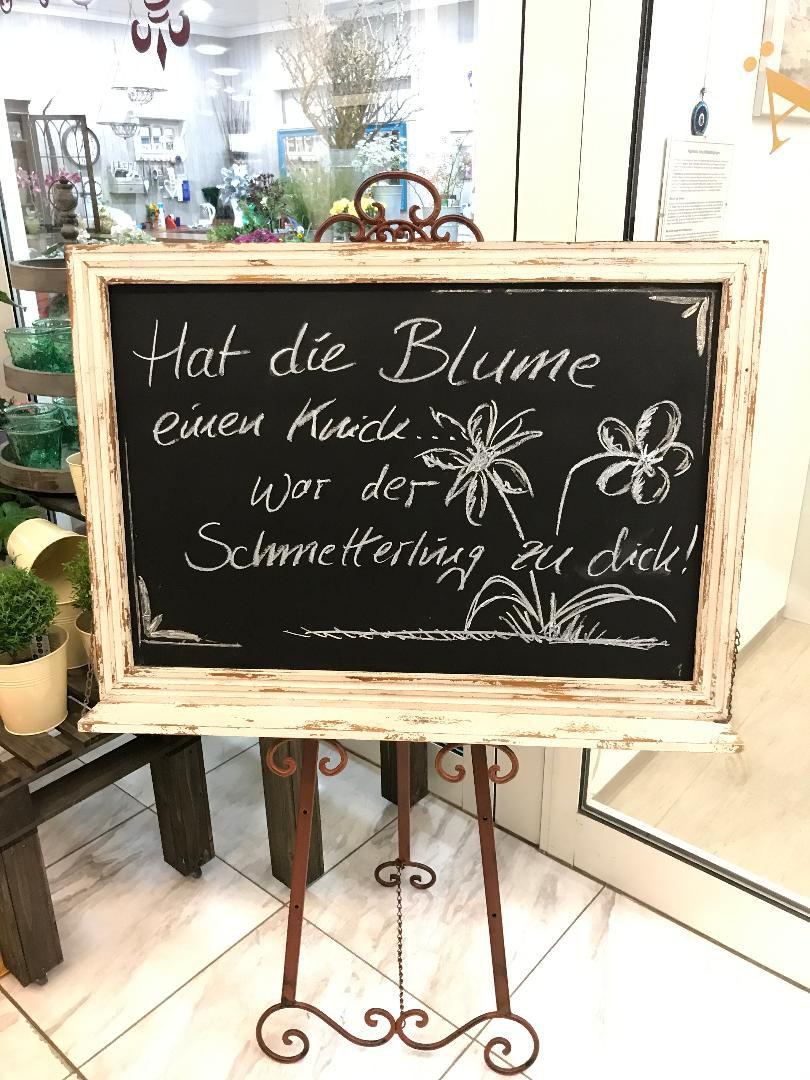 Hat die Blume
einen Knick...
war der
Schmetterling zu dick!
Ä